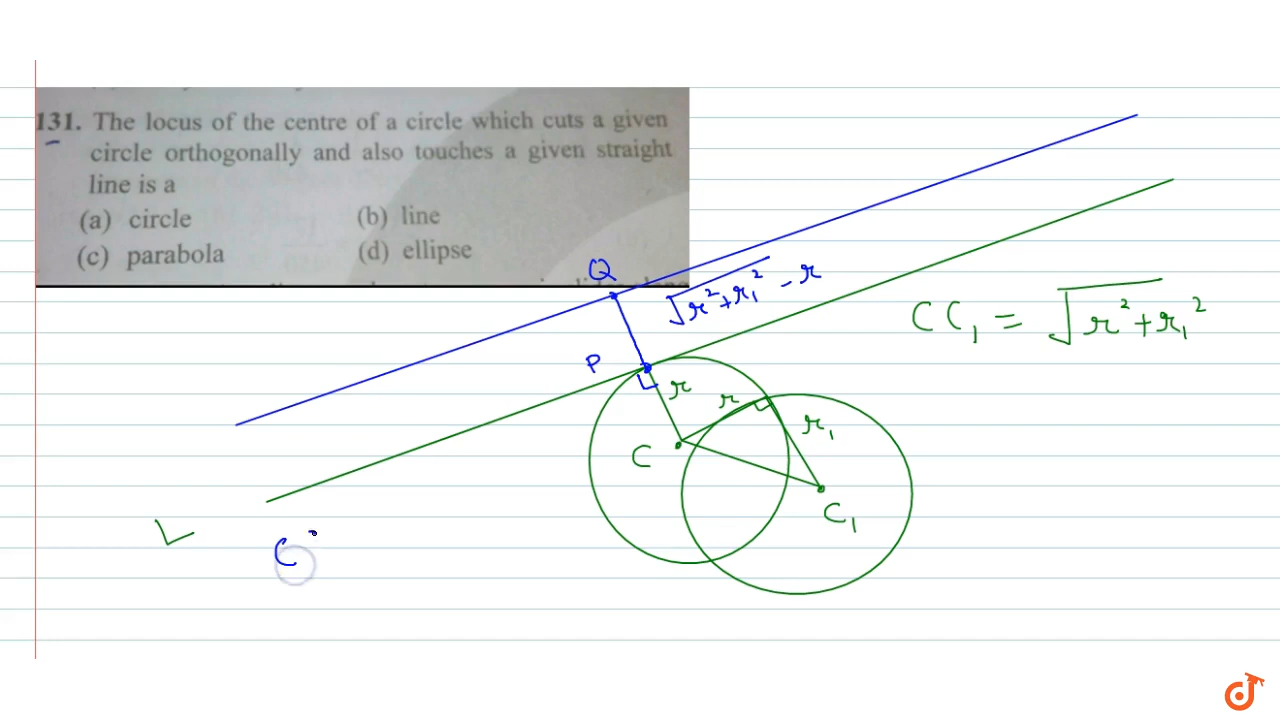 131. The locus of the centre of a circle which cuts a given
circle orthogonally and also touches a given straight
line is a
(a) circle
(b) line
(c) parabola
(d) ellipse
Q
√r²+r₁² - r
CC₁ = √r²+r₁²
P
r
r
r₁
C
C₁
L
C